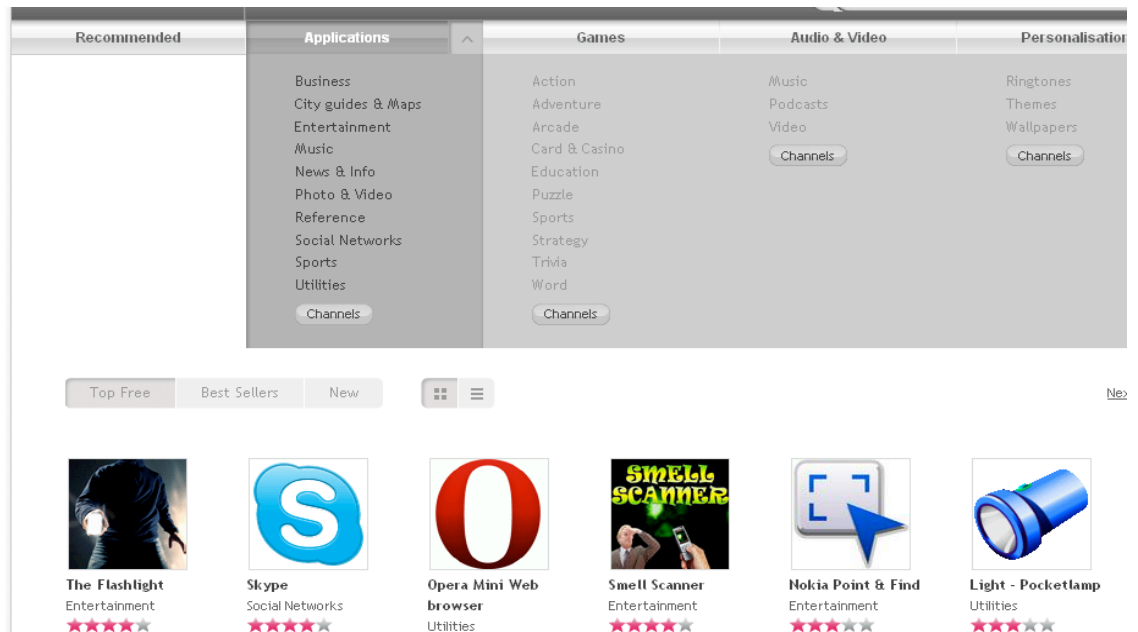 Recommended
Applications
Games
Audio & Video
Personalisation
Business
City guides & Maps
Entertainment
Music
News & Info
Photo & Video
Reference
Social Networks
Sports
Utilities
Channels
Action
Adventure
Arcade
Card & Casino
Education
Puzzle
Sports
Strategy
Trivia
Word
Channels
Music
Podcasts
Video
Channels
Ringtones
Themes
Wallpapers
Channels
Top Free
Best Sellers
New
Nex
S
SMELL
SCANNER
The Flashlight
Entertainment
Skype
Social Networks
Opera Mini Web
browser
Utilities
Smell Scanner
Entertainment
Nokia Point & Find
Entertainment
Light - Pocketlamp
Utilities